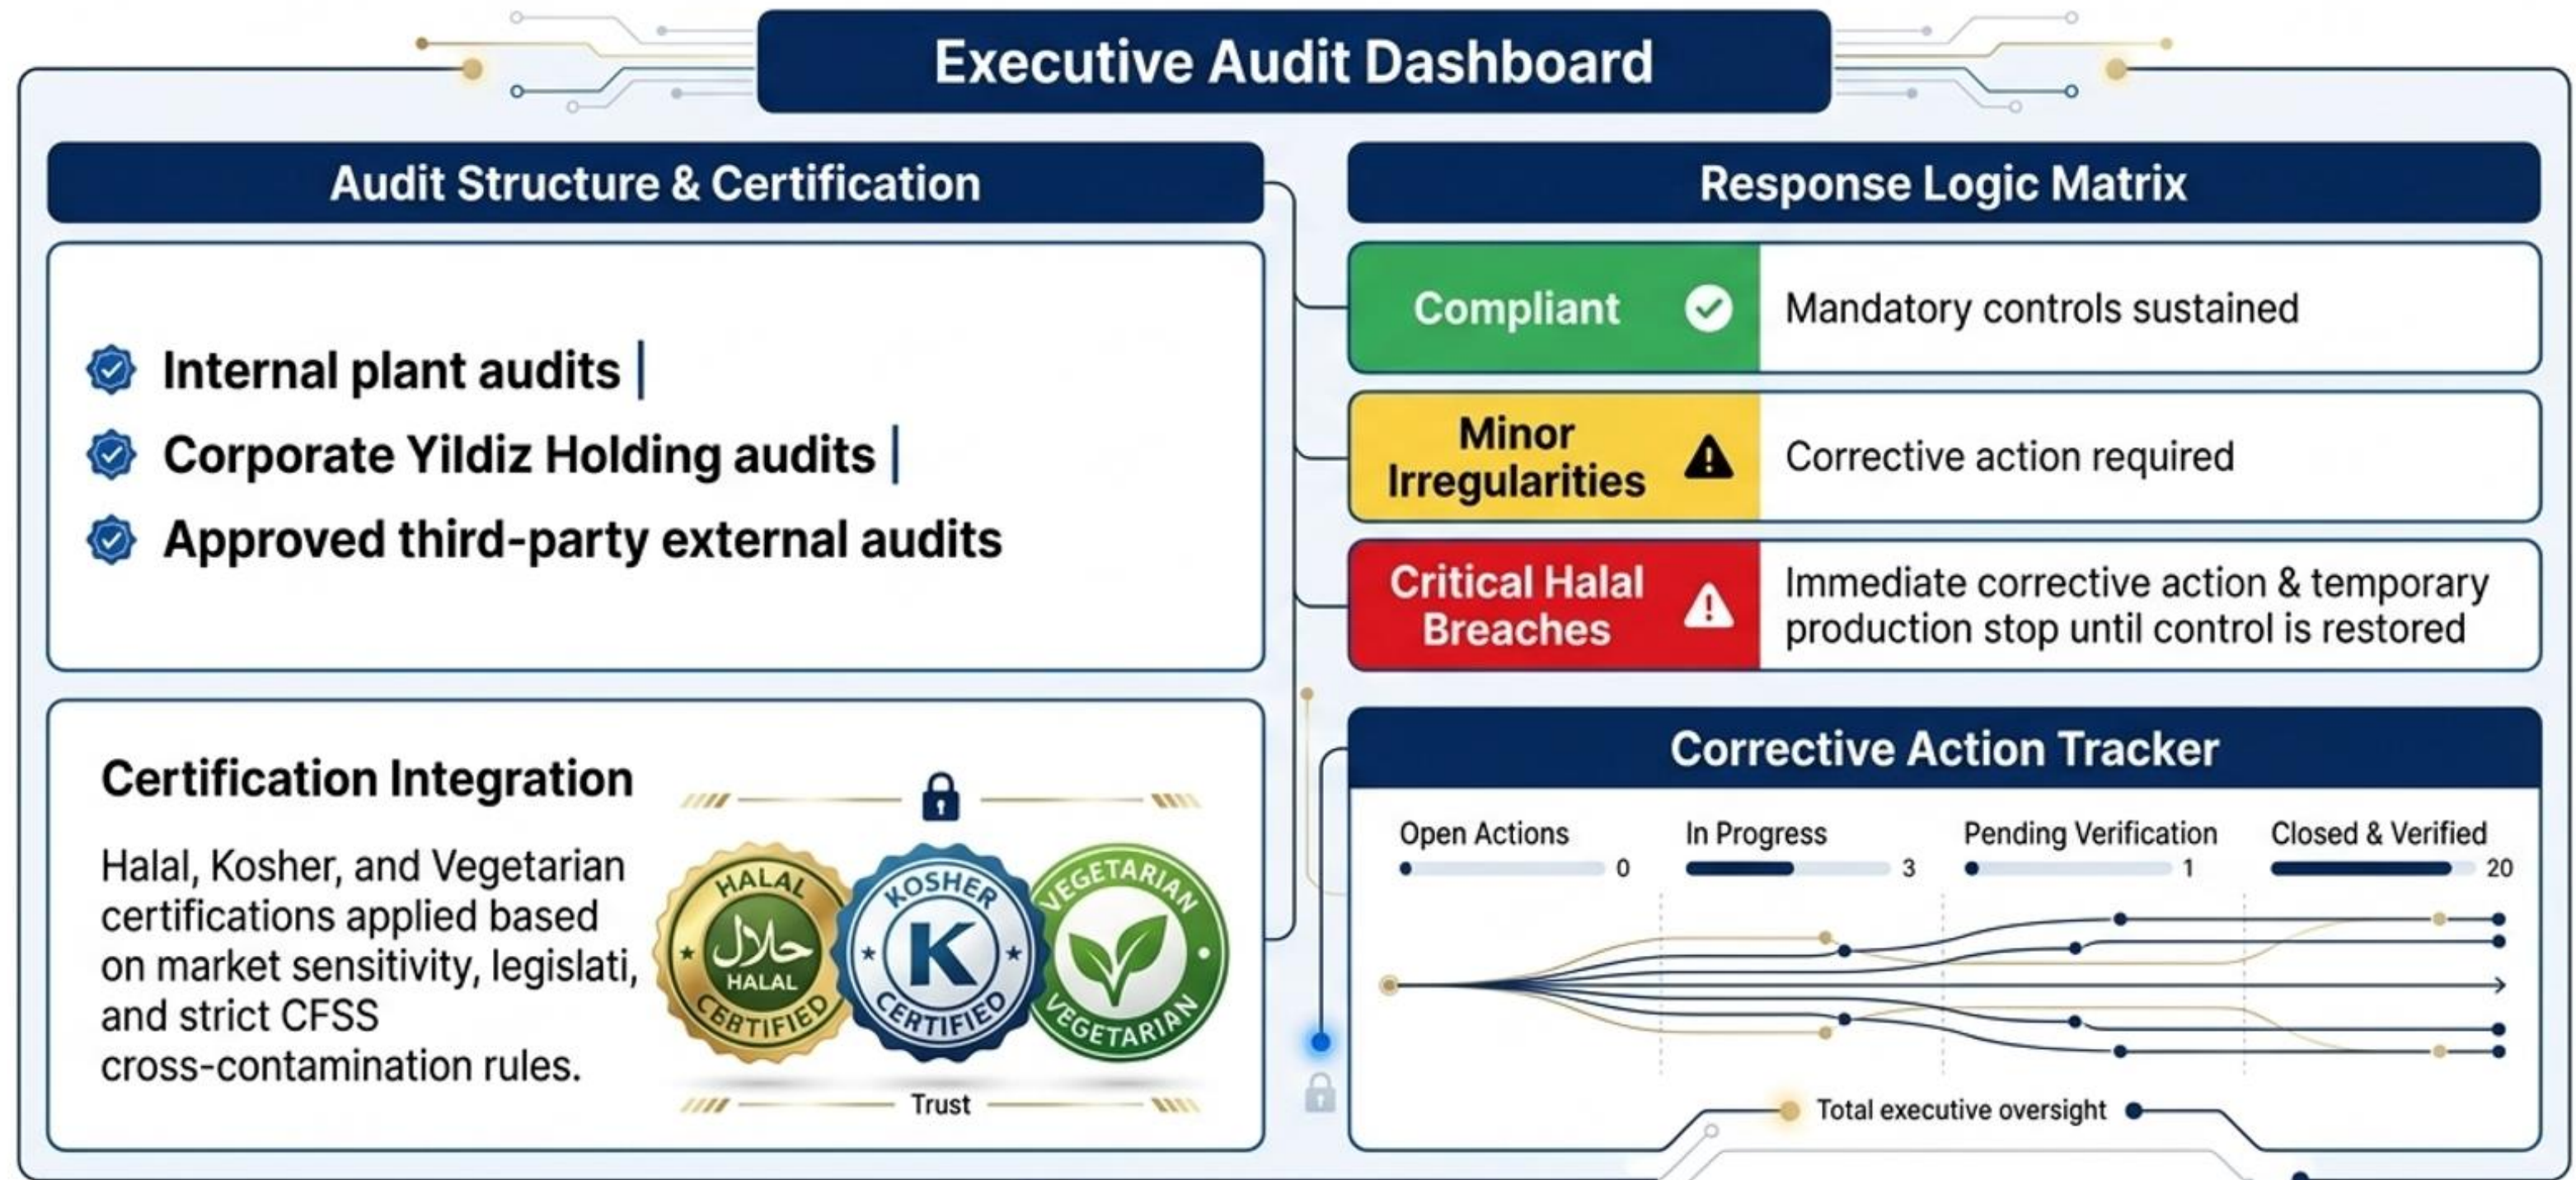 Executive Audit Dashboard
Audit Structure & Certification
Internal plant audits |
Corporate Yildiz Holding audits |
Approved third-party external audits
Certification Integration
Halal, Kosher, and Vegetarian
certifications applied based
on market sensitivity, legislati,
and strict CFSS
cross-contamination rules.
HALAL
حلال
HALAL
CERTIFIED
KOSHER
K
CERTIFIED
VEGETARIAN
VEGETARIAN
Trust
Response Logic Matrix
Compliant
Mandatory controls sustained
Minor
Irregularities
Corrective action required
Critical Halal
Breaches
Immediate corrective action & temporary
production stop until control is restored
Corrective Action Tracker
Open Actions
0
In Progress
3
Pending Verification
1
Closed & Verified
20
Total executive oversight